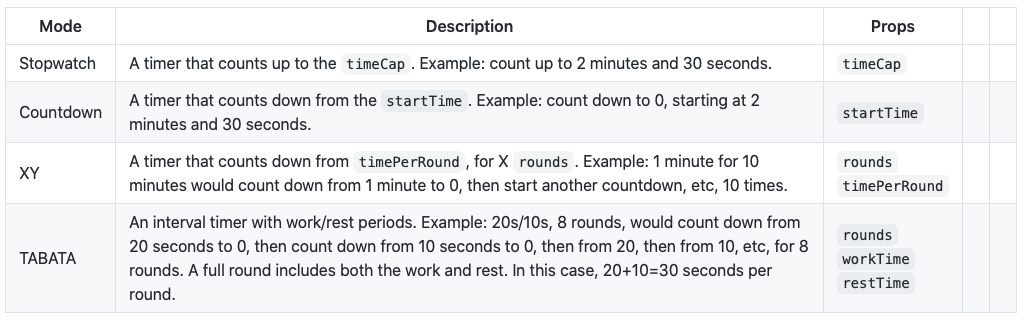 Mode Description Props
Stopwatch A timer that counts up to the timeCap . Example: count up to 2 minutes and 30 seconds. timeCap
Countdown A timer that counts down from the startTime . Example: count down to 0, starting at 2
minutes and 30 seconds. startTime
XY A timer that counts down from timePerRound , for X rounds . Example: 1 minute for 10
minutes would count down from 1 minute to 0, then start another countdown, etc, 10 times.
rounds
timePerRound
TABATA An interval timer with work/rest periods. Example: 20s/10s, 8 rounds, would count down from
20 seconds to 0, then count down from 10 seconds to 0, then from 20, then from 10, etc, for 8
rounds. A full round includes both the work and rest. In this case, 20+10=30 seconds per
round.
rounds
workTime
restTime